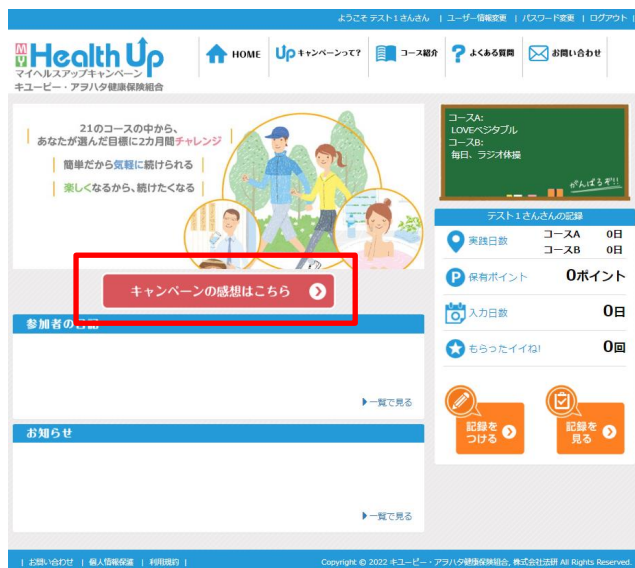 ようこそ テスト1さんさん | ユーザー情報変更 | パスワード変更 | ログアウト |
MY Health Up
マイヘルスアップキャンペーン
キユーピー・アヲハタ健康保険組合
HOME
Up キャンペーンって?
コース紹介
? よくある質問
お問い合わせ
21のコースの中から、
あなたが選んだ目標に2カ月間チャレンジ
簡単だから気軽に続けられる
楽しくなるから、続けたくなる
キャンペーンの感想はこちら
参加者の日記
一覧で見る
お知らせ
一覧で見る
コースA:
LOVEベジタブル
コースB:
毎日、ラジオ体操
がんばるぞ!!
テスト1さんさんの記録
実践日数 コースA 0日
コースB 0日
P 保有ポイント 0ポイント
入力日数 0日
もらったイイね! 0回
記録を
つける
記録を
見る
| お問い合わせ | 個人情報保護 | 利用規約 |
Copyright © 2022 キユーピー・アヲハタ健康保険組合, 株式会社法研 All Rights Reserved.